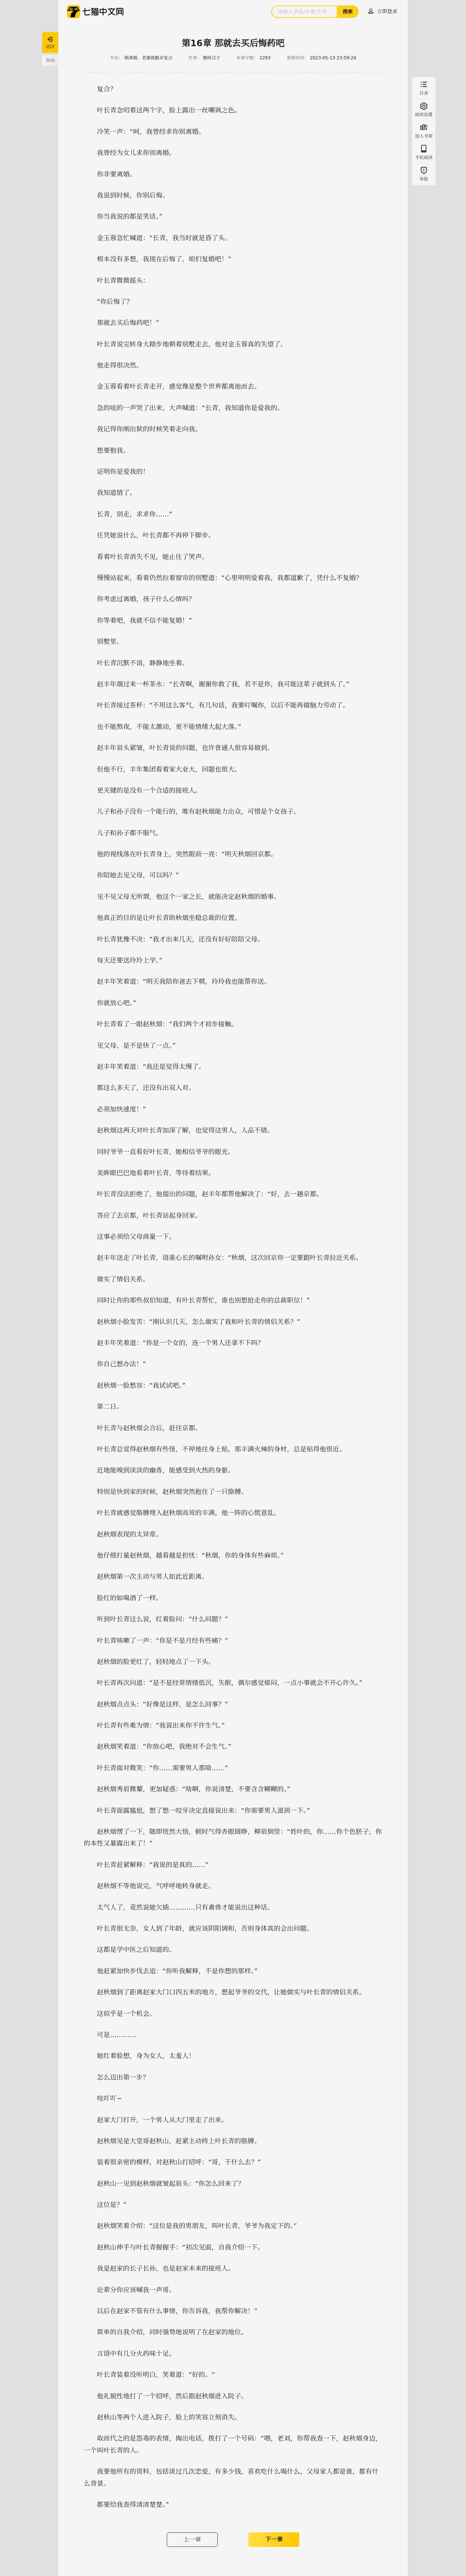 七猫中文网
请输入书名/作者/主角
搜索
立即登录
返回
标准
目录
阅读设置
加入书架
手机阅读
举报
第16章 那就去买后悔药吧
作者：
本章字数： 2293
更新时间： 2023-05-13 23:59:24
复合？
叶长青念叨着这两个字，脸上露出一丝嘲讽之色。
冷笑一声：“呵，我曾经求你别离婚。
我曾经为女儿求你别离婚。
你非要离婚。
我说到时候，你别后悔。
你当我说的都是笑话。”
金玉蓉急忙喊道：“长青，我当时就是昏了头。
根本没有多想，我现在后悔了，咱们复婚吧！”
叶长青微微摇头：
“你后悔了？
那就去买后悔药吧！”
叶长青说完转身大踏步地朝着别墅走去，他对金玉蓉真的失望了。
他走得很决然。
金玉蓉看着叶长青走开，感觉像是整个世界都离他而去。
急的哇的一声哭了出来，大声喊道：“长青，我知道你是爱我的。
我记得你刚出狱的时候笑着走向我。
想要抱我。
证明你是爱我的！
我知道错了。
长青，别走，求求你……”
任凭她说什么，叶长青都不再停下脚步。
看着叶长青消失不见，她止住了哭声。
慢慢站起来，看着仍然拉着窗帘的别墅道：“心里明明爱着我，我都道歉了，凭什么不复婚？
你考虑过离婚，孩子什么心情吗？
你等着吧，我就不信不能复婚！”
别墅里。
叶长青沉默不语，静静地坐着。
赵丰年端过来一杯茶水：“长青啊，谢谢你救了我，若不是你，我可能这辈子就到头了。”
叶长青接过茶杯：“不用这么客气，有几句话，我要叮嘱你，以后不能再做脑力劳动了。
也不能熬夜，不能太激动，更不能情绪大起大落。”
赵丰年眉头紧皱，叶长青说的问题，也许普通人很容易做到。
但他不行，丰年集团看着家大业大，问题也很大。
更关键的是没有一个合适的接班人。
儿子和孙子没有一个能行的，唯有赵秋烟能力出众，可惜是个女孩子。
儿子和孙子都不服气。
他的视线落在叶长青身上，突然眼前一亮：“明天秋烟回京都。
你陪她去见父母，可以吗？”
见不见父母无所谓，他这个一家之长，就能决定赵秋烟的婚事。
他真正的目的是让叶长青助秋烟坐稳总裁的位置。
叶长青犹豫不决：“我才出来几天，还没有好好陪陪父母。
每天还要送玲玲上学。”
赵丰年笑着道：“明天我陪你爸去下棋，玲玲我也能帮你送。
你就放心吧。”
叶长青看了一眼赵秋烟：“我们两个才初步接触。
见父母，是不是快了一点。”
赵丰年笑着道：“我还是觉得太慢了。
都这么多天了，还没有出双入对。
必须加快速度！”
赵秋烟这两天对叶长青加深了解，也觉得这男人，人品不错。
同时爷爷一直看好叶长青，她相信爷爷的眼光。
美眸眼巴巴地看着叶长青，等待着结果。
叶长青没法拒绝了，他提出的问题，赵丰年都帮他解决了：“好，去一趟京都。
答应了去京都，叶长青站起身回家。
这事必须给父母商量一下。
赵丰年送走了叶长青，语重心长的嘱咐孙女：“秋烟，这次回京你一定要跟叶长青拉近关系。
做实了情侣关系。
同时让你的那些叔伯知道，有叶长青帮忙，谁也别想抢走你的总裁职位！”
赵秋烟小脸发苦：“刚认识几天，怎么做实了我和叶长青的情侣关系？”
赵丰年笑着道：“你是一个女的，连一个男人还拿不下吗？
你自己想办法！”
赵秋烟一脸愁容：“我试试吧。”
第二日。
叶长青与赵秋烟会合后，赶往京都。
叶长青总觉得赵秋烟有些怪，不停地往身上贴，那丰满火辣的身材，总是贴得他很近。
近地能嗅到淡淡的幽香，能感受到火热的身躯。
特别是快到家的时候，赵秋烟突然抱住了一只胳膊。
叶长青就感觉胳膊埋入赵秋烟高耸的丰满，他一阵的心慌意乱。
赵秋烟表现的太异常。
他仔细打量赵秋烟，越看越是担忧：“秋烟，你的身体有些麻烦。”
赵秋烟第一次主动与男人如此近距离。
脸红的如喝酒了一样。
听到叶长青这么说，红着脸问：“什么问题？”
叶长青咳嗽了一声：“你是不是月经有些痛？”
赵秋烟的脸更红了，轻轻地点了一下头。
叶长青再次问道：“是不是经常情绪低沉，失眠，偶尔感觉郁闷，一点小事就会不开心许久。”
赵秋烟点点头：“好像是这样，是怎么回事？”
叶长青有些难为情：“我说出来你不许生气。”
赵秋烟笑着道：“你放心吧，我绝对不会生气。”
叶长青面对微笑：“你……需要男人那啥……”
赵秋烟秀眉微颦，更加疑惑：“啥啊，你说清楚，不要含含糊糊的。”
叶长青面露尴尬，想了想一咬牙决定直接说出来：“你需要男人滋润一下。”
赵秋烟愣了一下，随即恍然大悟，顿时气得杏眼圆睁，柳眉倒竖：“姓叶的，你……你个色胚子，你
的本性又暴露出来了！”
叶长青赶紧解释：“我说的是真的……”
赵秋烟不等他说完，气呼呼地转身就走。
太气人了，竟然说她欠插…………只有禽兽才能说出这种话。
叶长青很无奈，女人到了年龄，就应该阴阳调和，否则身体真的会出问题。
这都是学中医之后知道的。
他赶紧加快步伐去追：“你听我解释，不是你想的那样。”
赵秋烟到了距离赵家大门口四五米的地方，想起爷爷的交代，让她做实与叶长青的情侣关系。
这似乎是一个机会。
可是…………
她红着脸想，身为女人，太羞人！
怎么迈出第一步？
吱吖吖~
赵家大门打开，一个男人从大门里走了出来。
赵秋烟见是大堂哥赵秋山，赶紧主动挎上叶长青的胳膊。
装着很亲密的模样，对赵秋山打招呼：“哥，干什么去？”
赵秋山一见到赵秋烟就皱起眉头：“你怎么回来了？
这位是？”
赵秋烟笑着介绍：“这位是我的男朋友，叫叶长青，爷爷为我定下的。”
赵秋山伸手与叶长青握握手：“初次见面，自我介绍一下。
我是赵家的长子长孙，也是赵家未来的接班人。
论辈分你应该喊我一声哥。
以后在赵家不管有什么事情，你告诉我，我帮你解决！”
简单的自我介绍，同时强势地说明了在赵家的地位。
言语中有几分火药味十足。
叶长青装着没听明白，笑着道：“好的。”
他礼貌性地打了一个招呼，然后跟赵秋烟进入院子。
赵秋山等两个人进入院子，脸上的笑容立刻消失。
取而代之的是怨毒的表情，掏出电话，拨打了一个号码：“喂，老刘，你帮我查一下，赵秋烟身边，
一个叫叶长青的人。
我要他所有的资料，包括谈过几次恋爱，有多少钱，喜欢吃什么喝什么，父母家人都是谁，都有什
么背景。
都要给我查得清清楚楚。”
上一章
下一章